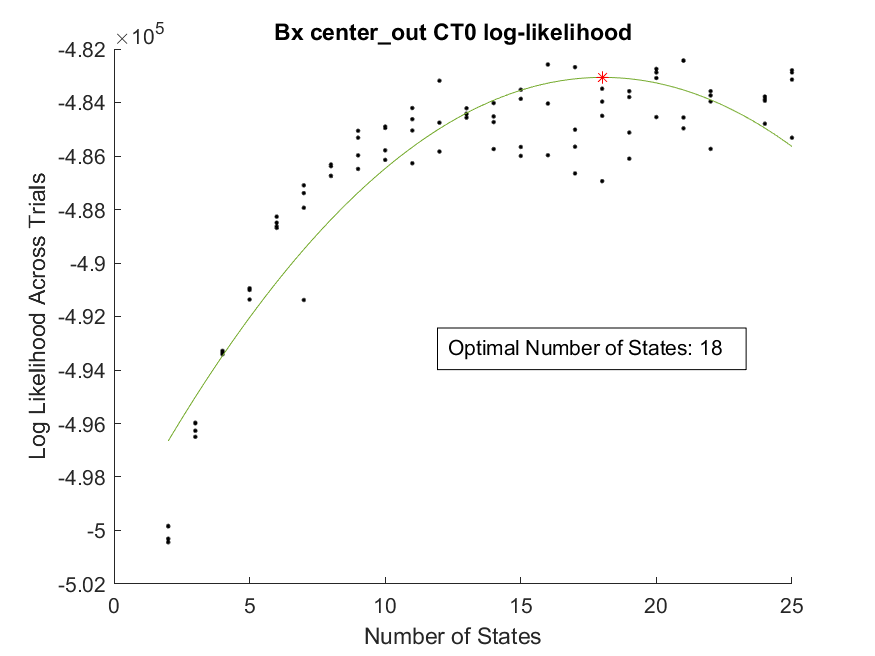 Bx center_out CT0 log-likelihood
×10⁵
-4.82
-4.84
-4.86
-4.88
-4.9
-4.92
-4.94
-4.96
-4.98
-5
-5.02
Log Likelihood Across Trials
Optimal Number of States: 18
0 5 10 15 20 25
Number of States